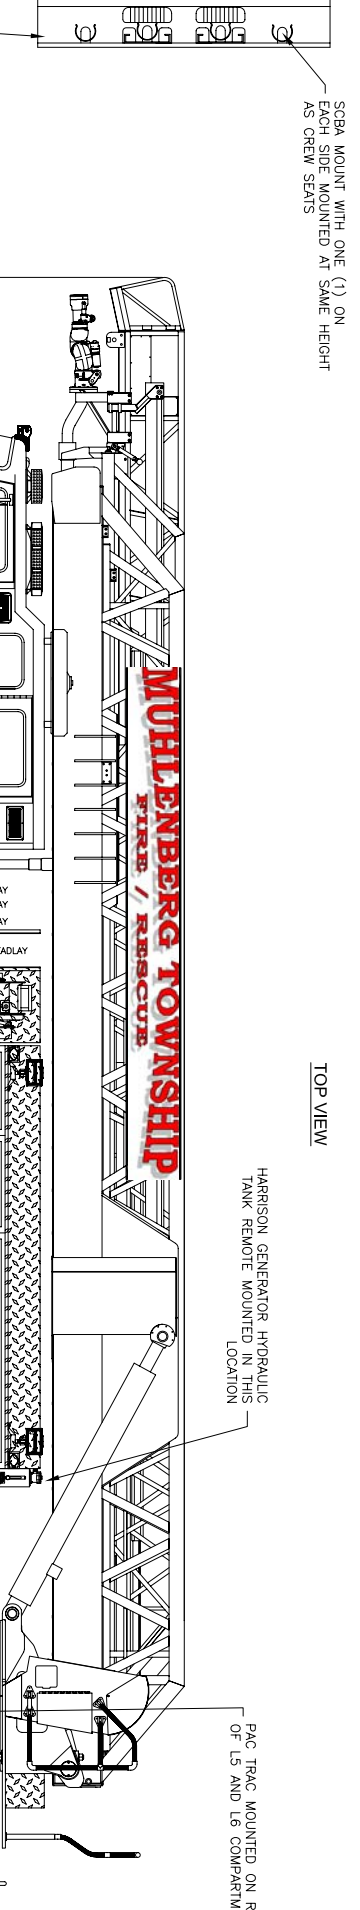 SCBA MOUNT WITH ONE (1) ON
EACH SIDE MOUNTED AT SAME HEIGHT
AS CREW SEATS
TOP VIEW
MUHLENBERG TOWNSHIP
FIRE / RESCUE
HARRISON GENERATOR HYDRAULIC
TANK REMOTE MOUNTED IN THIS
LOCATION
PAC TRAC MOUNTED ON R
OF L5 AND L6 COMPARTM
AY
AY
AY
EADLAY